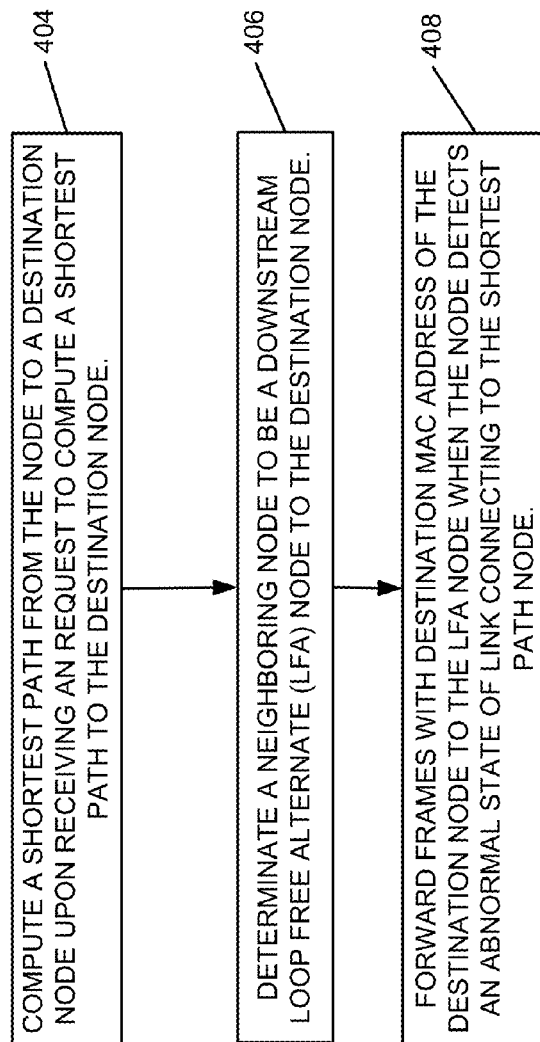 COMPUTE A SHORTEST PATH FROM THE NODE TO A DESTINATION
NODE UPON RECEIVING AN REQUEST TO COMPUTE A SHORTEST
PATH TO THE DESTINATION NODE.
404
DETERMINATE A NEIGHBORING NODE TO BE A DOWNSTREAM
LOOP FREE ALTERNATE (LFA) NODE TO THE DESTINATION NODE.
406
FORWARD FRAMES WITH DESTINATION MAC ADDRESS OF THE
DESTINATION NODE TO THE LFA NODE WHEN THE NODE DETECTS
AN ABNORMAL STATE OF LINK CONNECTING TO THE SHORTEST
PATH NODE.
408